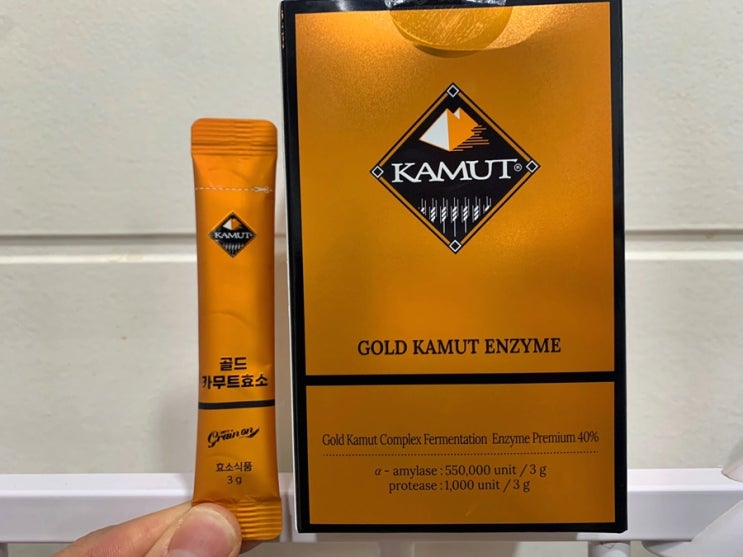 KAMUT
골드
카무트효소
Grain on
효소식품
3 g
KAMUT®
GOLD KAMUT ENZYME
Gold Kamut Complex Fermentation Enzyme Premium 40%
α - amylase : 550,000 unit / 3 g
protease : 1,000 unit / 3 g